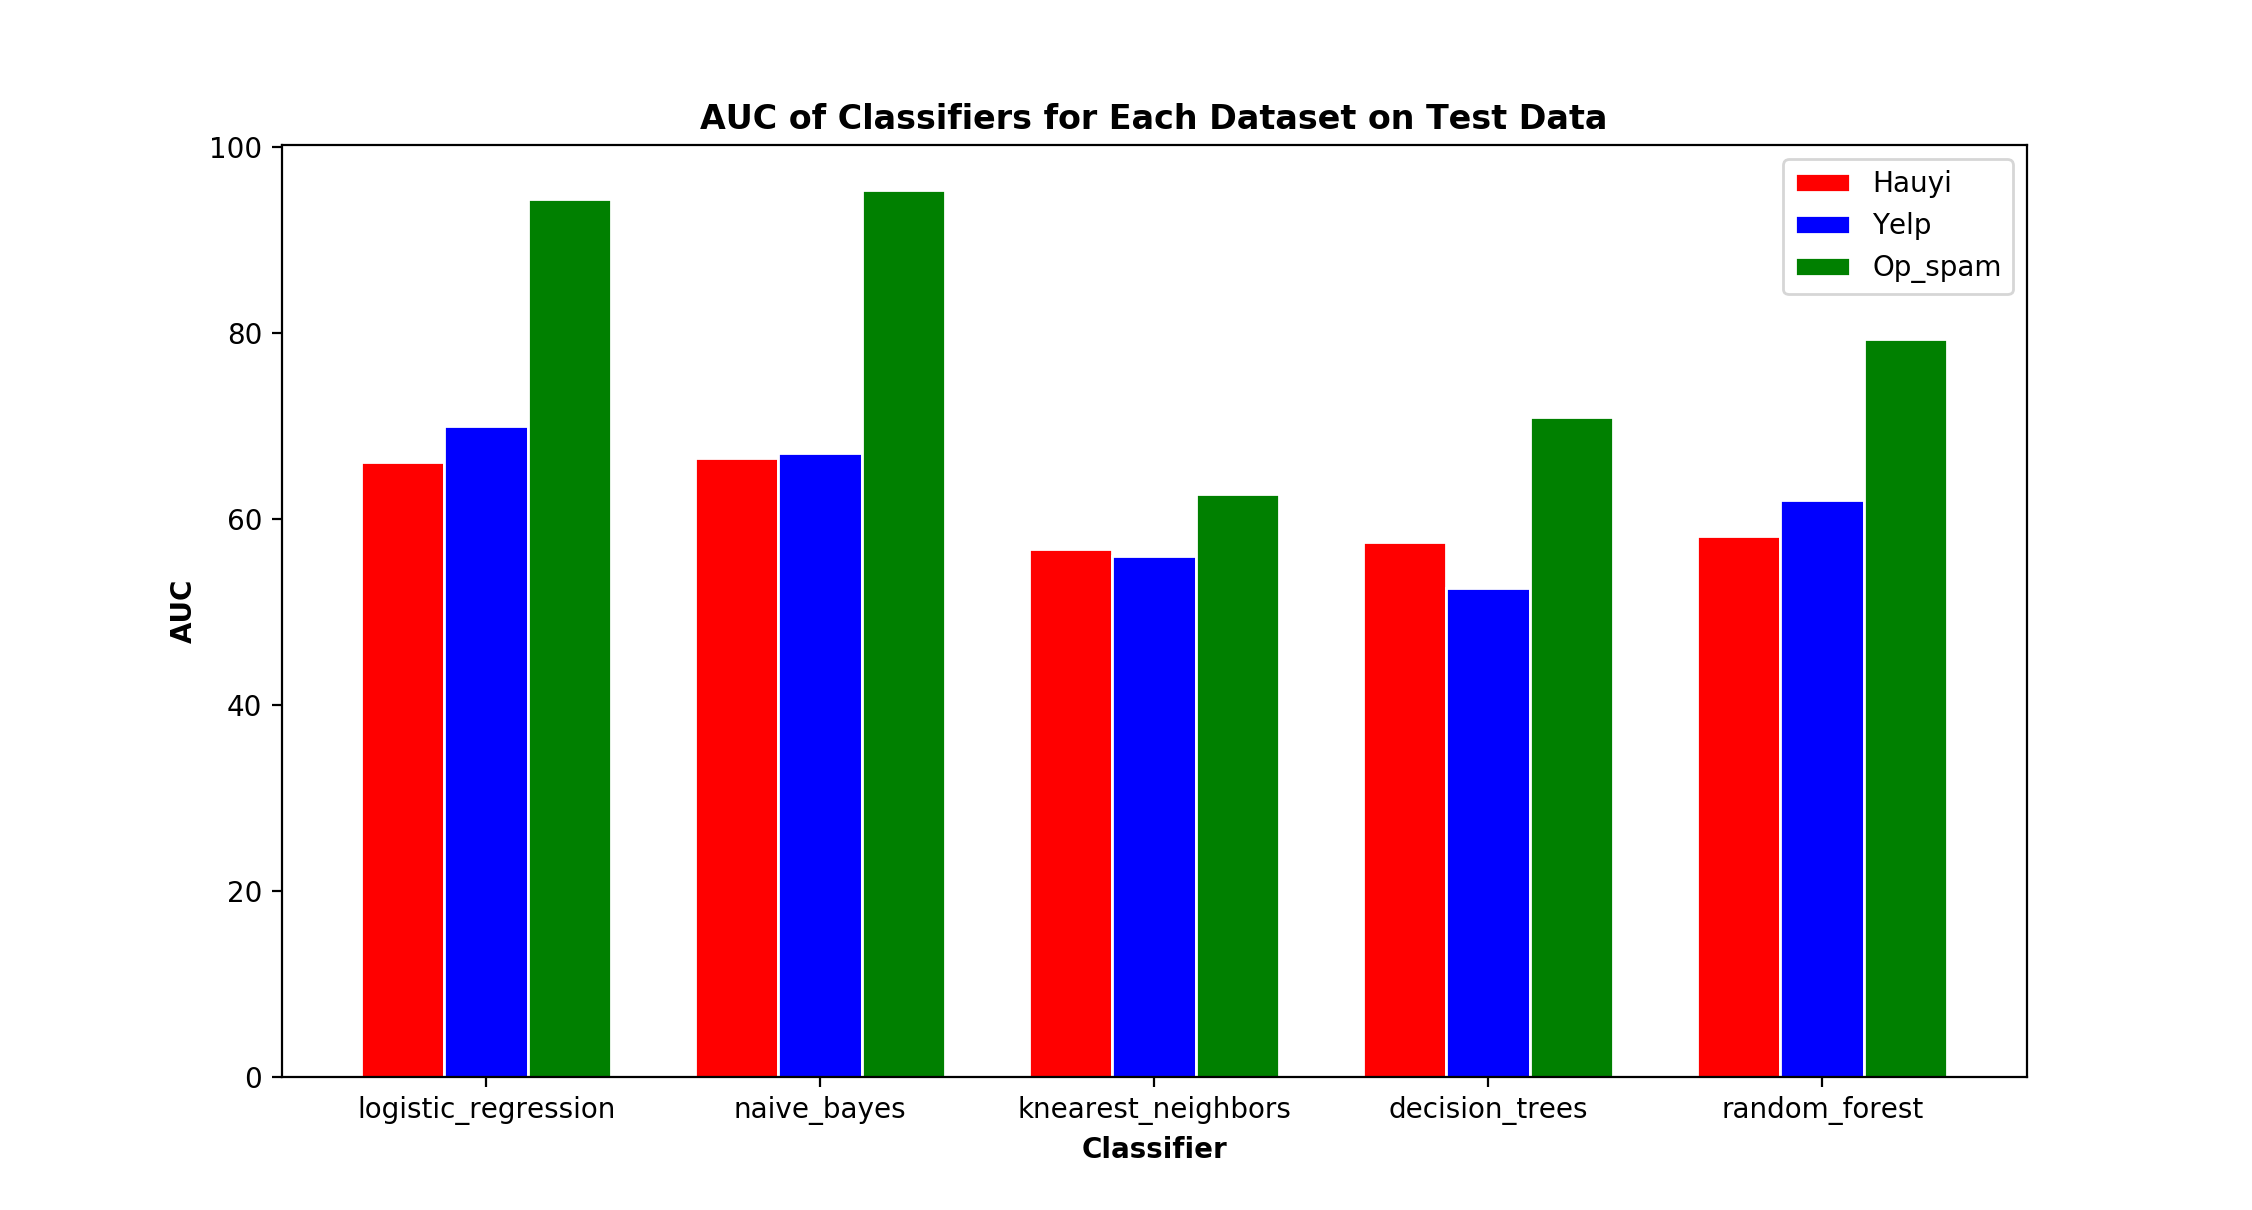 AUC of Classifiers for Each Dataset on Test Data
100
80
60
40
20
0
AUC
Hauyi
Yelp
Op_spam
logistic_regression
naive_bayes
knearest_neighbors
decision_trees
random_forest
Classifier